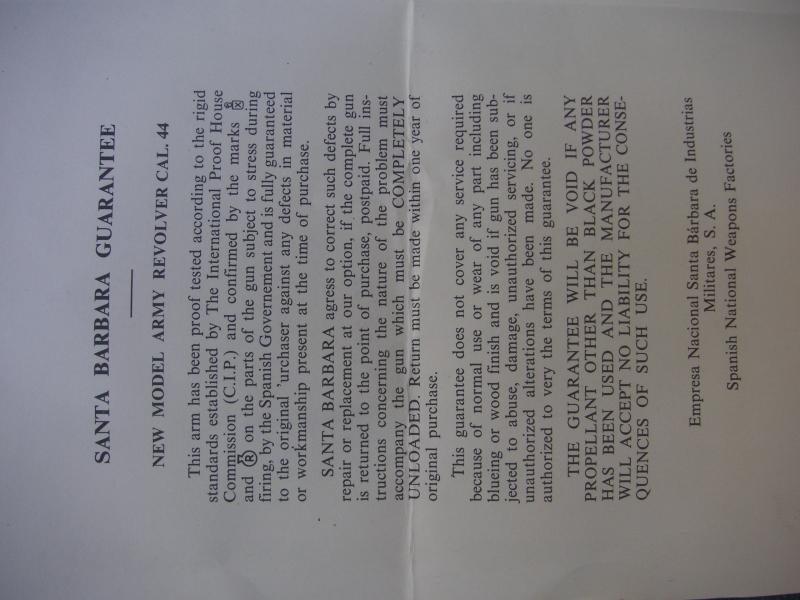 SANTA BARBARA GUARANTEE
NEW MODEL ARMY REVOLVER CAL. 44
This arm has been proof tested according to the rigid
standards established by The International Proof House
Commission (C.I.P.) and confirmed by the marks
and Ⓡ on the parts of the gun subject to stress during
firing, by the Spanish Governement and is fully guaranteed
to the original 'urchaser against any defects in material
or workmanship present at the time of purchase.
SANTA BARBARA agress to correct such defects by
repair or replacement at our option, if the complete gun
is returned to the point of purchase, postpaid. Full ins-
tructions concerning the nature of the problem must
accompany the gun which must be COMPLETELY
UNLOADED. Return must be made within one year of
original purchase.
This guarantee does not cover any service required
because of normal use or wear of any part including
blueing or wood finish and is void if gun has been sub-
jected to abuse, damage, unauthorized servicing, or if
unauthorized alterations have been made. No one is
authorized to very the terms of this guarantee.
THE GUARANTEE WILL BE VOID IF ANY
PROPELLANT OTHER THAN BLACK POWDER
HAS BEEN USED AND THE MANUFACTURER
WILL ACCEPT NO LIABILITY FOR THE CONSE-
QUENCES OF SUCH USE.
Empresa Nacional Santa Bárbara de Industrias
Militares, S. A.
Spanish National Weapons Factories